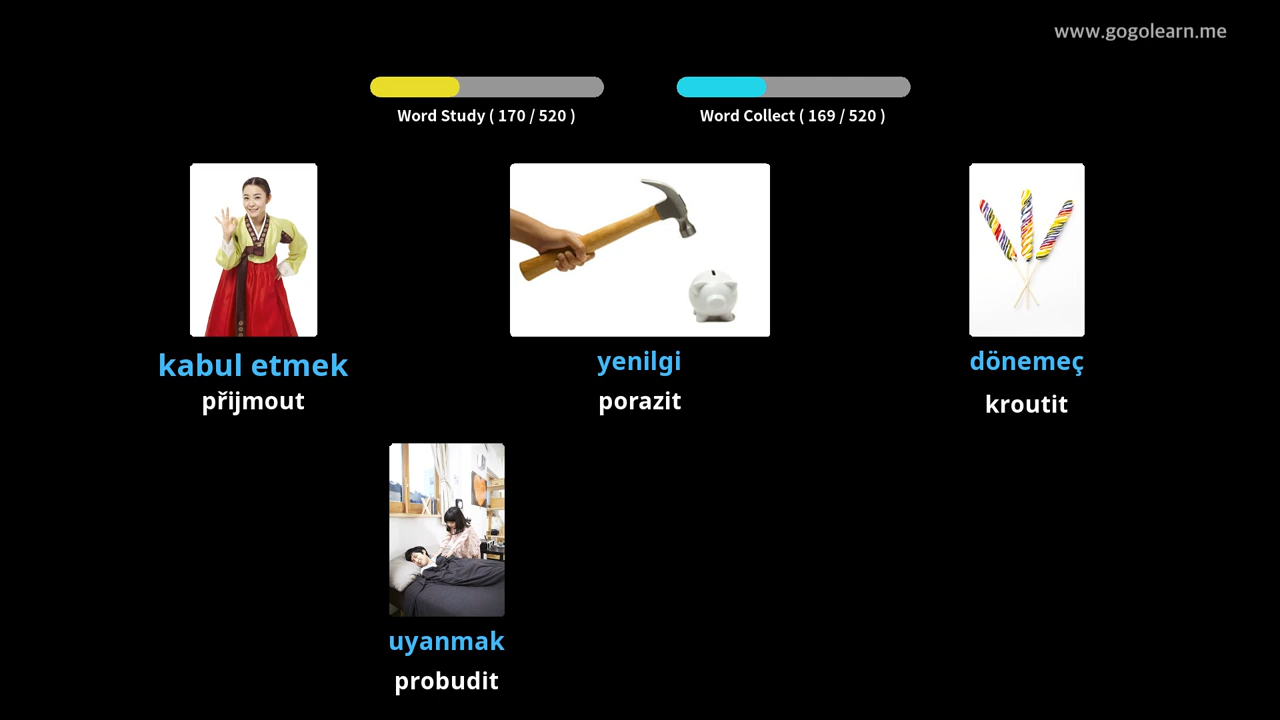 www.gogolearn.me
Word Study ( 170 / 520 )
Word Collect ( 169 / 520 )
kabul etmek
přijmout
yenilgi
porazit
dönemeç
kroutit
uyanmak
probudit